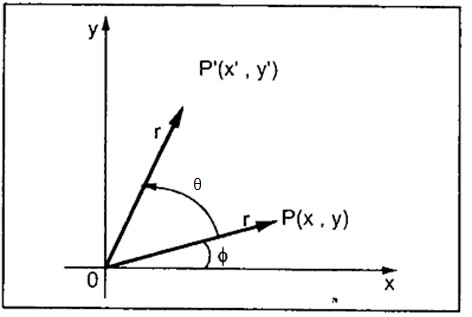 y
P'(x' , y')
r
θ
r
P(x , y)
ϕ
0
x